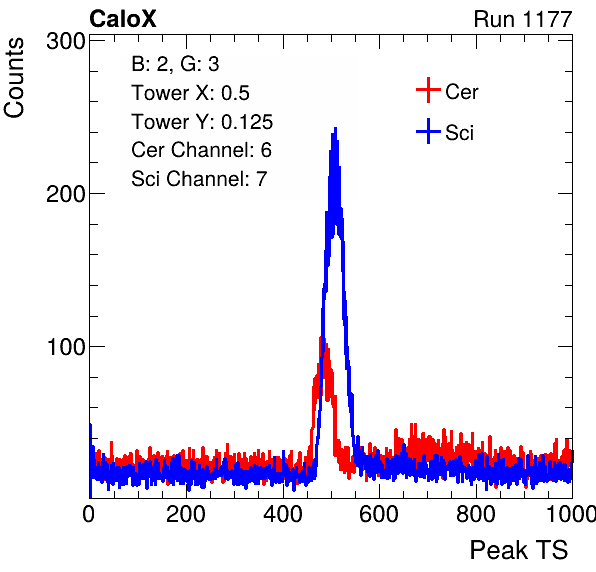 CaloX Run 1177
Counts
300
200
100
B: 2, G: 3
Tower X: 0.5
Tower Y: 0.125
Cer Channel: 6
Sci Channel: 7
Cer
Sci
0 200 400 600 800 1000
Peak TS